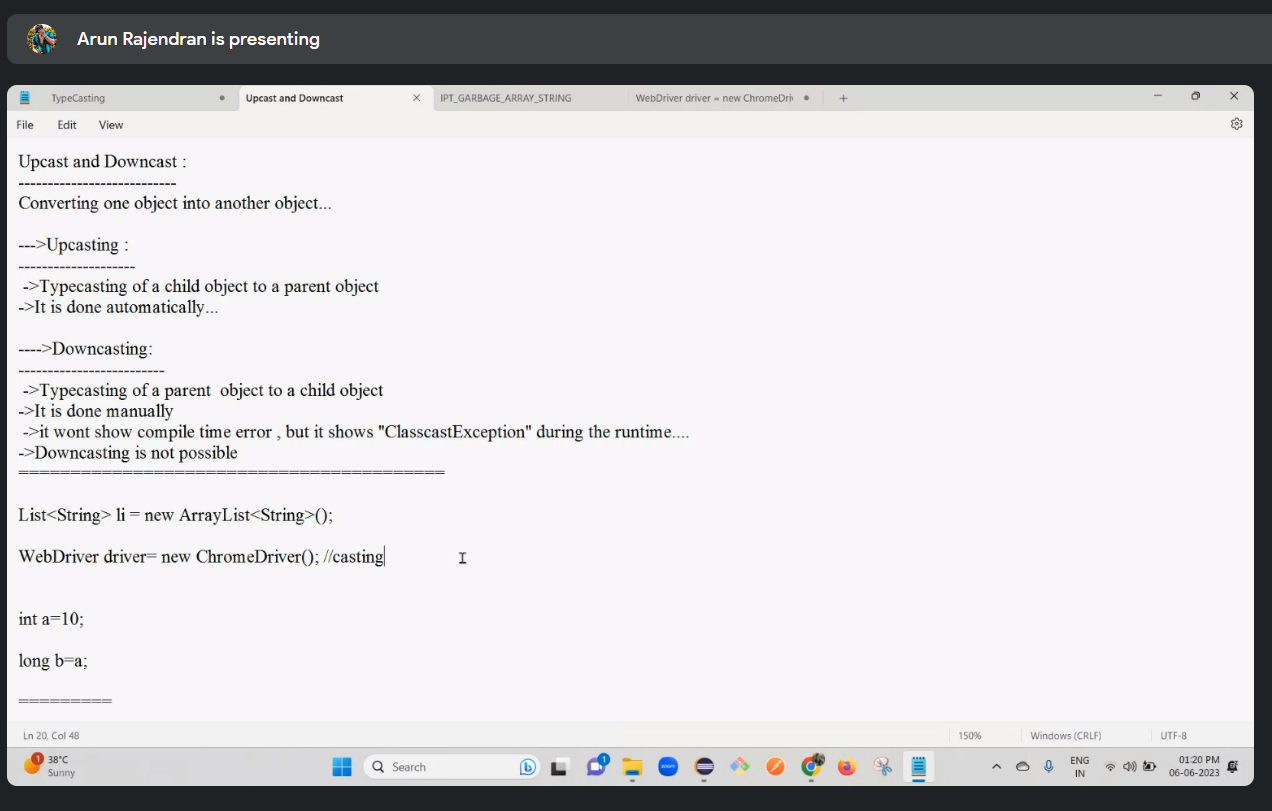 Arun Rajendran is presenting
TypeCasting
Upcast and Downcast
IPT_GARBAGE_ARRAY_STRING
WebDriver driver = new ChromeDriv
File Edit View
Upcast and Downcast :
---------------------------
Converting one object into another object...
--->Upcasting :
--------------------
->Typecasting of a child object to a parent object
->It is done automatically...
---->Downcasting:
-------------------------
->Typecasting of a parent  object to a child object
->It is done manually
->it wont show compile time error , but it shows "ClasscastException" during the runtime....
->Downcasting is not possible
=========================================
List<String> li = new ArrayList<String>();
WebDriver driver= new ChromeDriver(); //casting
int a=10;
long b=a;
=========
Ln 20, Col 48
150%
Windows (CRLF)
UTF-8
1
38°C
Sunny
Search
1
zoom
ENG
IN
01:20 PM
06-06-2023